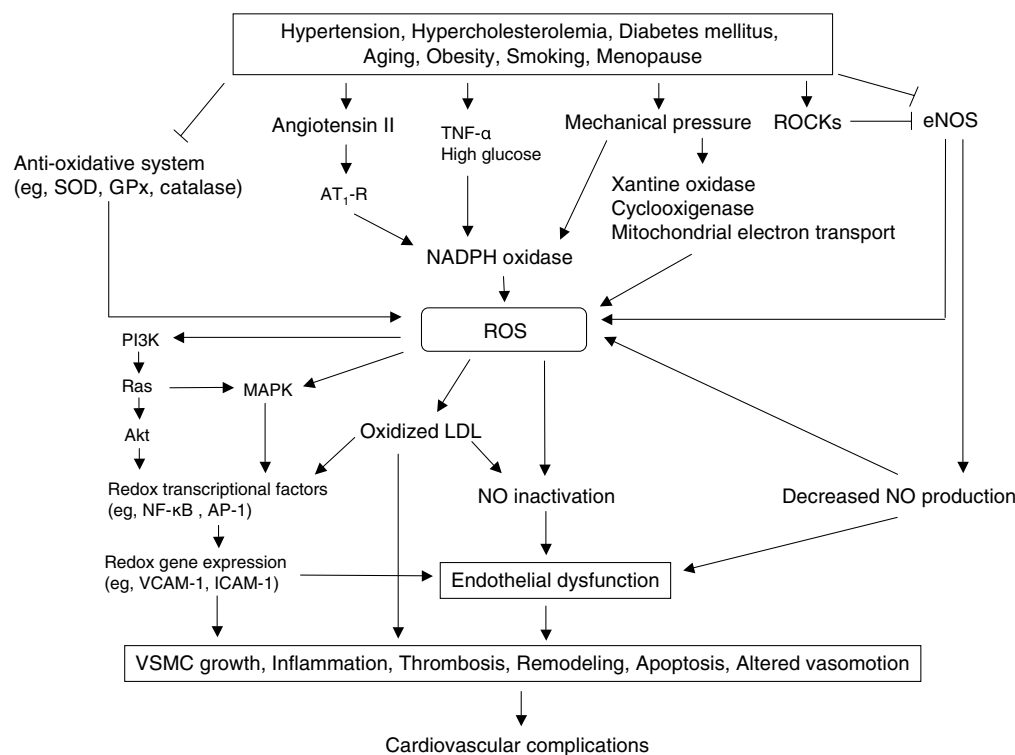 Hypertension, Hypercholesterolemia, Diabetes mellitus,
Aging, Obesity, Smoking, Menopause
Angiotensin II
TNF-α
High glucose
Mechanical pressure
ROCKs
eNOS
Anti-oxidative system
(eg, SOD, GPx, catalase)
AT₁-R
Xantine oxidase
Cyclooxigenase
Mitochondrial electron transport
NADPH oxidase
ROS
PI3K
Ras
MAPK
Akt
Oxidized LDL
Redox transcriptional factors
(eg, NF-κB , AP-1)
NO inactivation
Decreased NO production
Redox gene expression
(eg, VCAM-1, ICAM-1)
Endothelial dysfunction
VSMC growth, Inflammation, Thrombosis, Remodeling, Apoptosis, Altered vasomotion
Cardiovascular complications